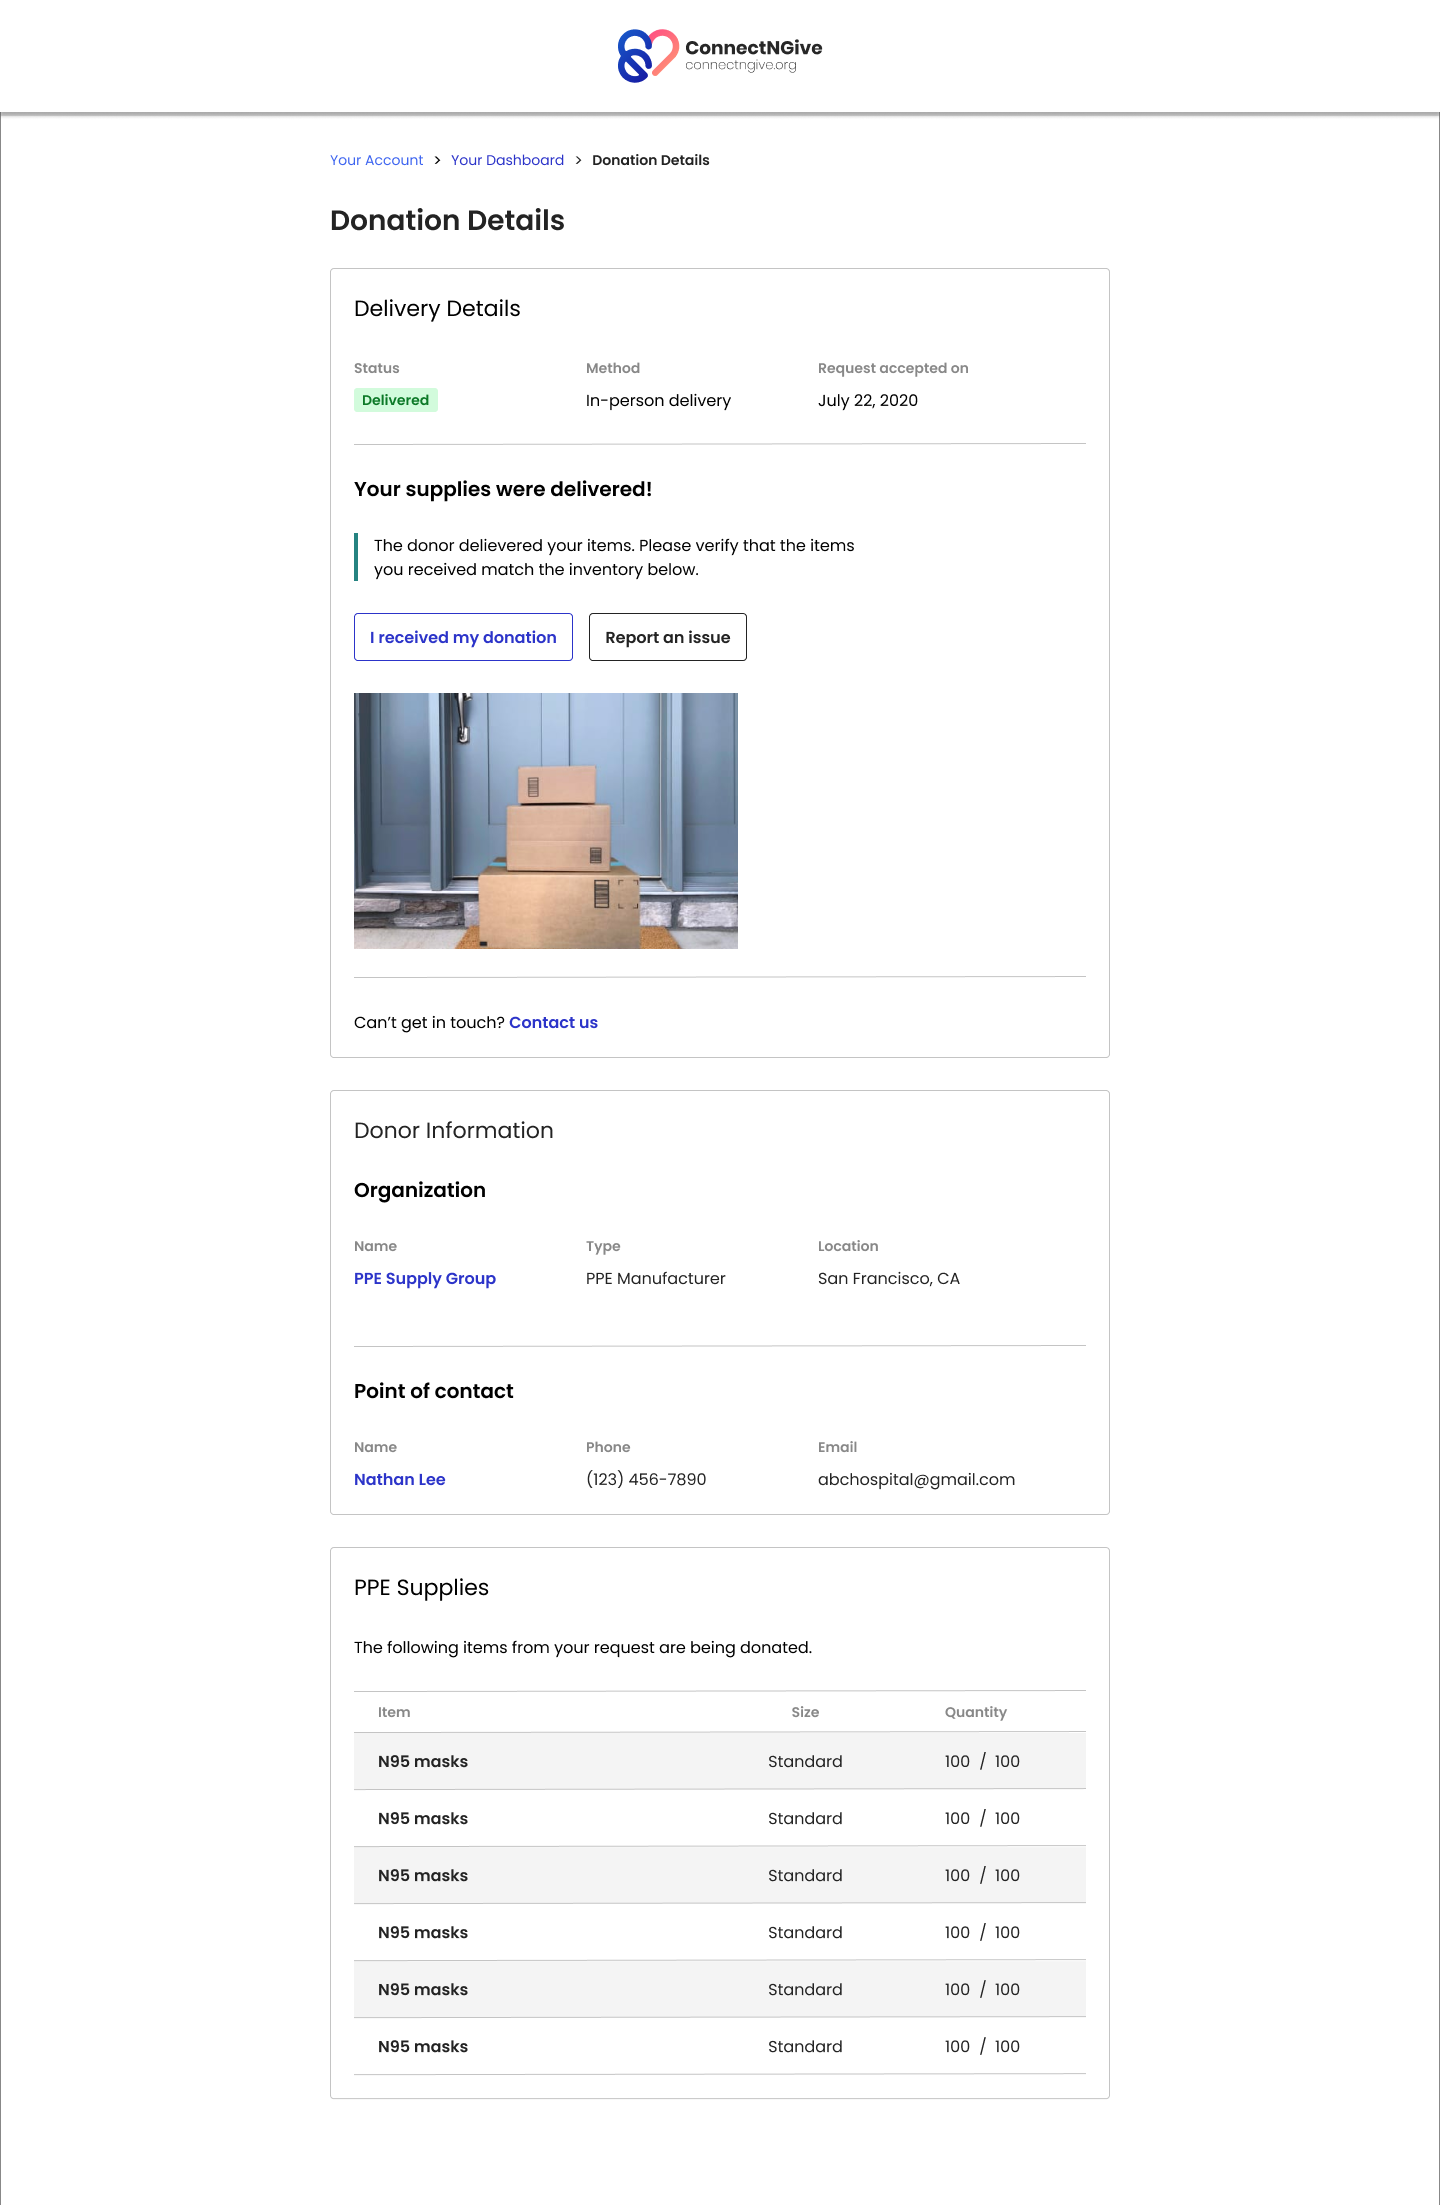 ConnectNGive
connectngive.org
Your Account > Your Dashboard > Donation Details
Donation Details
Delivery Details
Status Method Request accepted on
Delivered In-person delivery July 22, 2020
Your supplies were delivered!
The donor delievered your items. Please verify that the items
you received match the inventory below.
I received my donation Report an issue
Can’t get in touch? Contact us
Donor Information
Organization
Name Type Location
PPE Supply Group PPE Manufacturer San Francisco, CA
Point of contact
Name Phone Email
Nathan Lee (123) 456-7890 abchospital@gmail.com
PPE Supplies
The following items from your request are being donated.
Item Size Quantity
N95 masks Standard 100 / 100
N95 masks Standard 100 / 100
N95 masks Standard 100 / 100
N95 masks Standard 100 / 100
N95 masks Standard 100 / 100
N95 masks Standard 100 / 100